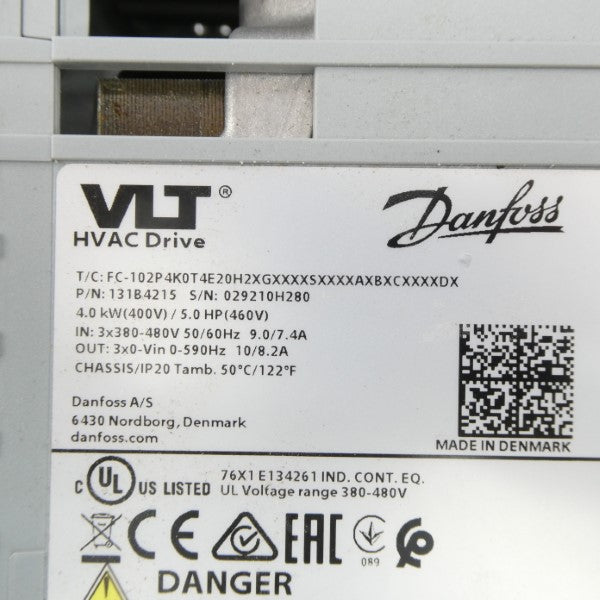 VLT® Danfoss
HVAC Drive
T/C: FC-102P4K0T4E20H2XGXXXXSXXXXAXBXCXXXXDX
P/N: 131B4215 S/N: 029210H280
4.0 kW(400V) / 5.0 HP(460V)
IN: 3x380-480V 50/60Hz 9.0/7.4A
OUT: 3x0-Vin 0-590Hz 10/8.2A
CHASSIS/IP20 Tamb. 50°C/122°F
Danfoss A/S
6430 Nordborg, Denmark
danfoss.com
MADE IN DENMARK
C UL US LISTED 76X1 E134261 IND. CONT. EQ.
UL Voltage range 380-480V
CE EAC 089
DANGER